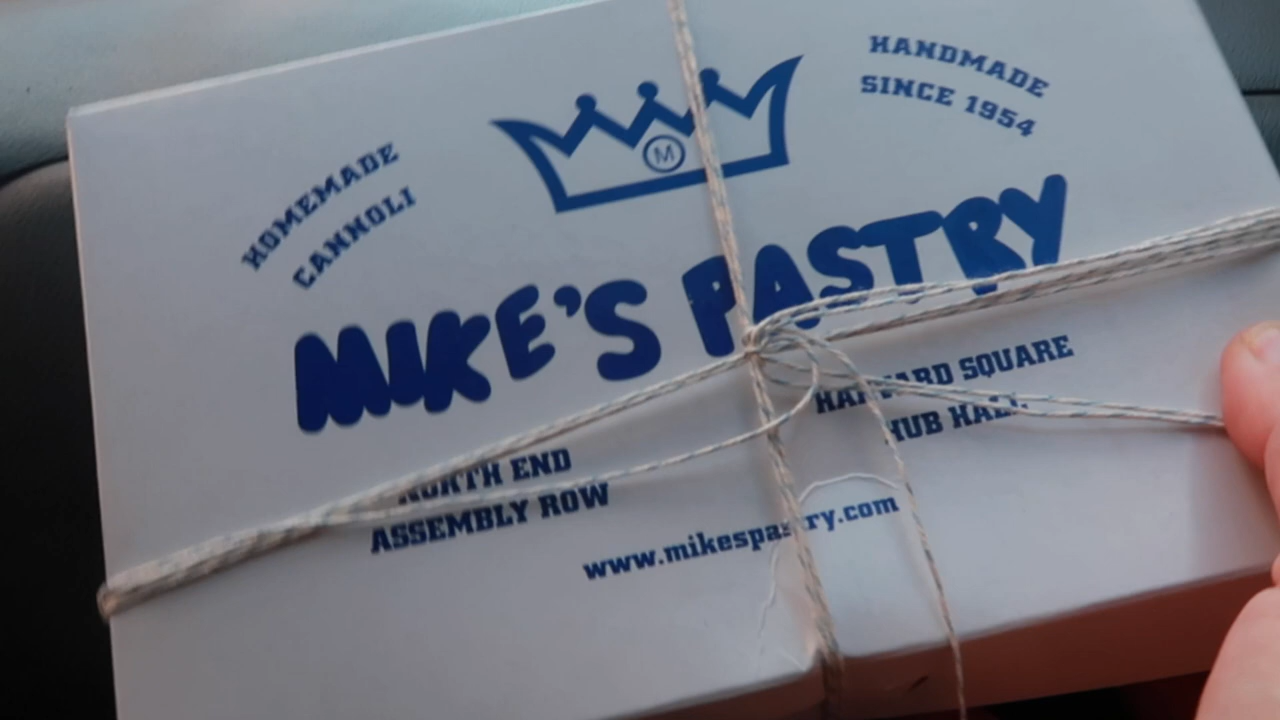 HOMEMADE
CANNOLI
M
HANDMADE
SINCE 1954
MIKE'S PASTRY
NORTH END
ASSEMBLY ROW
HARVARD SQUARE
HUB HALL
www.mikespastry.com